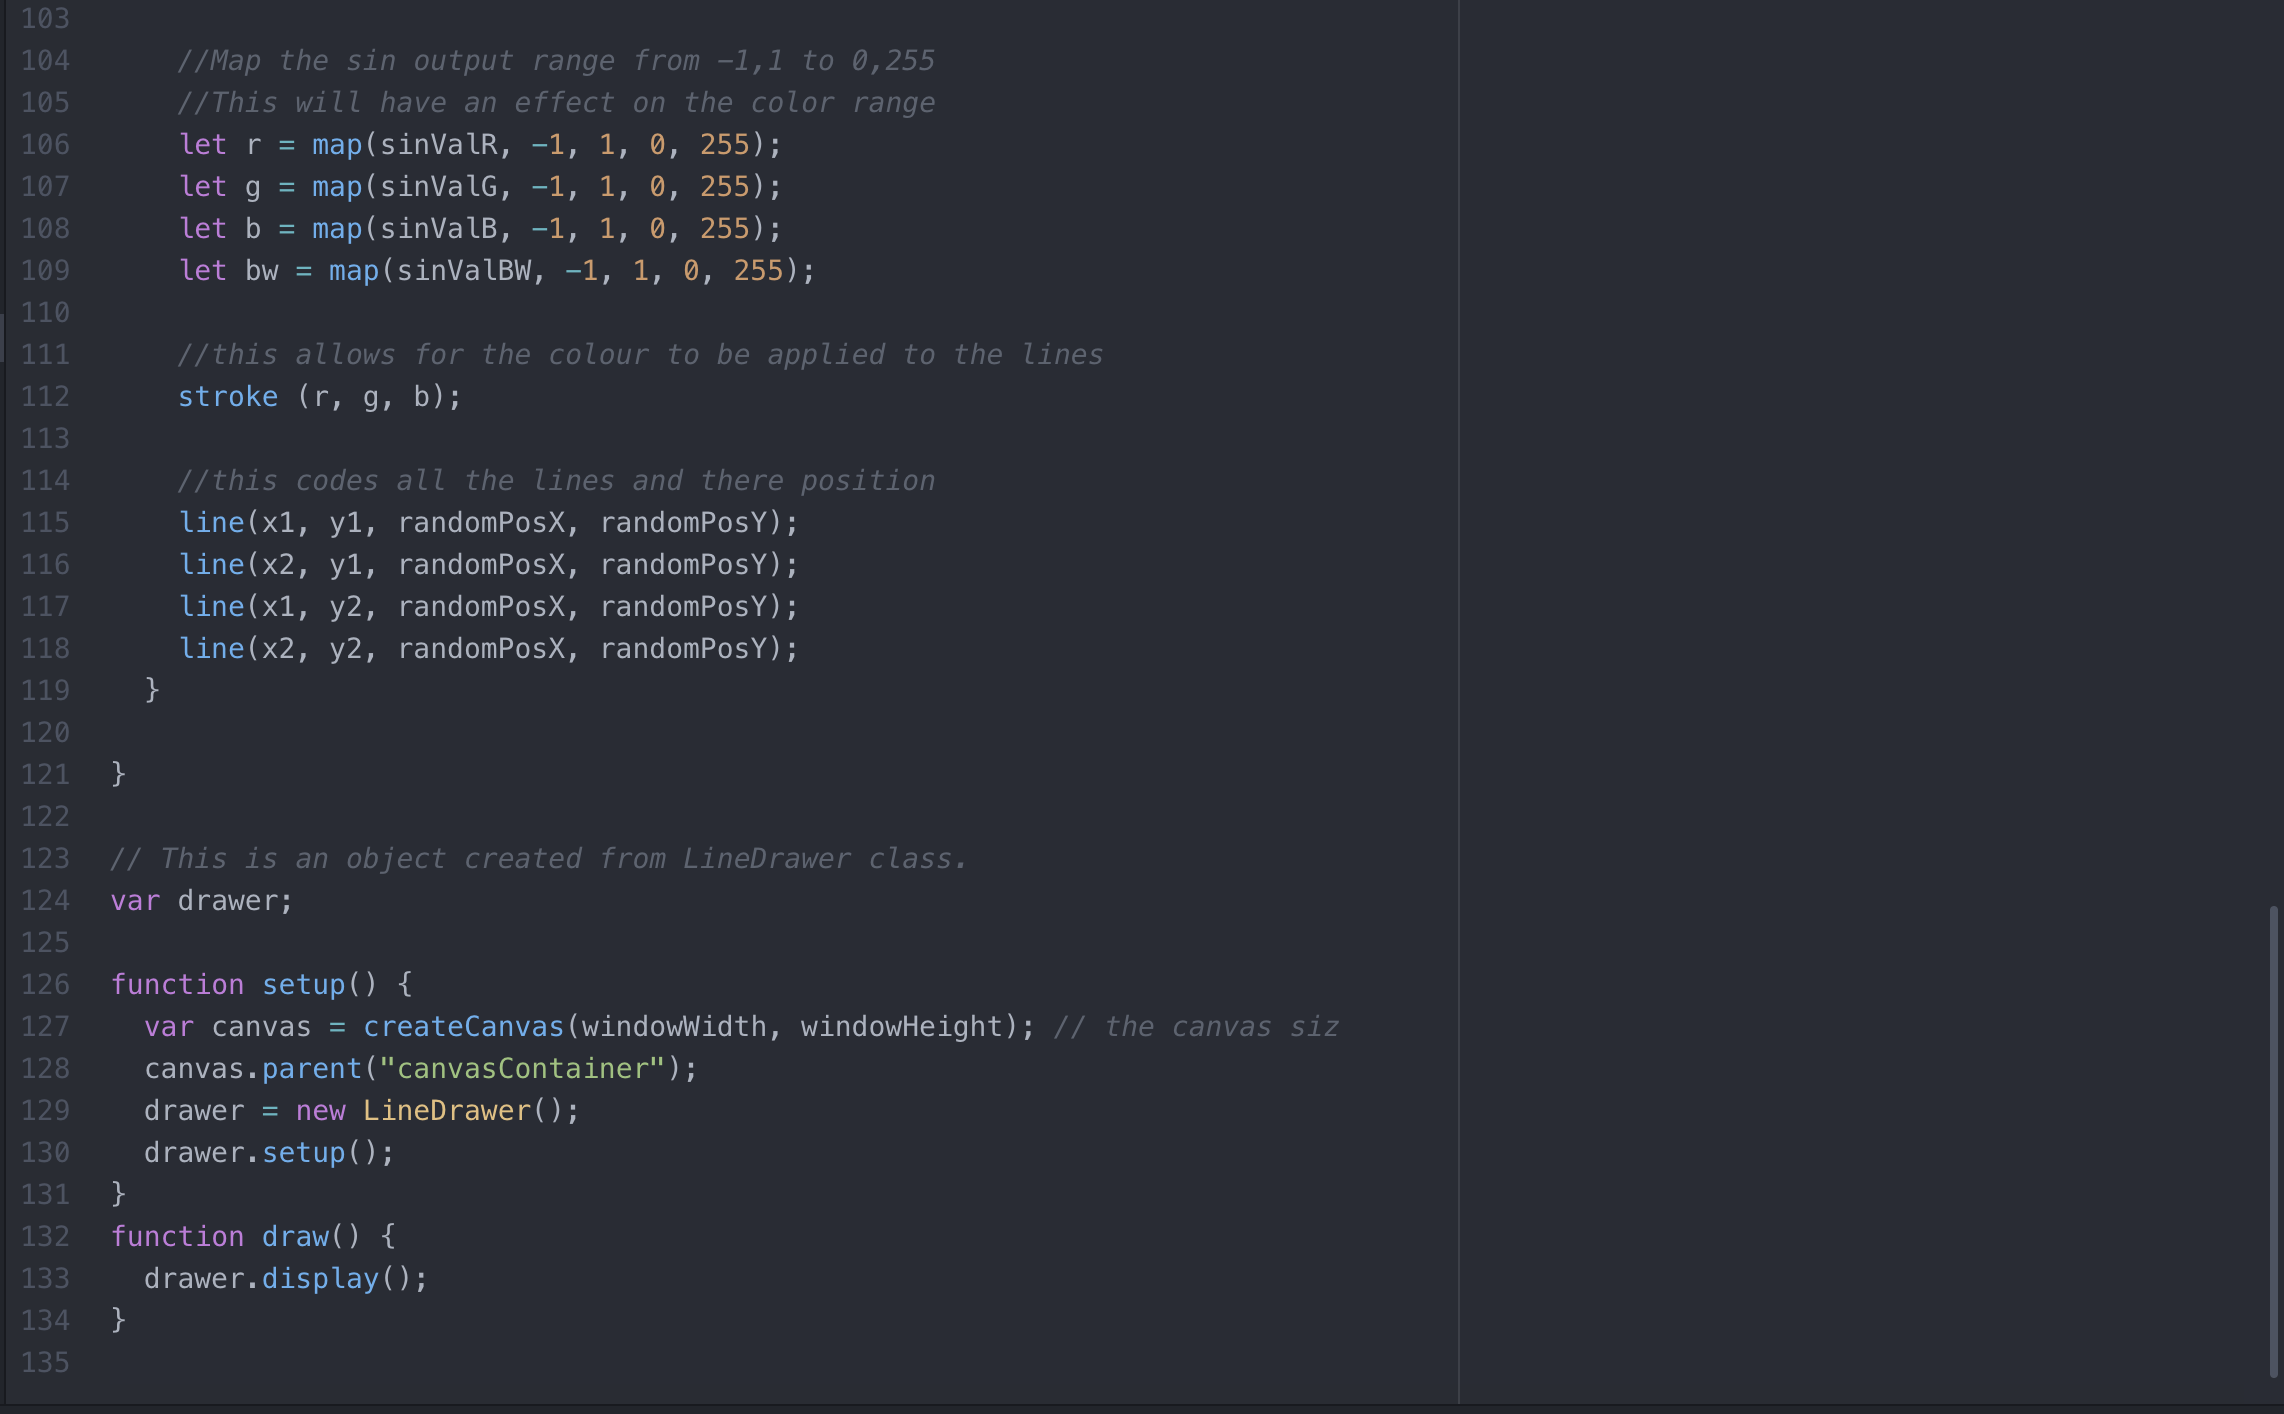 103
104 //Map the sin output range from -1,1 to 0,255
105 //This will have an effect on the color range
106 let r = map(sinValR, -1, 1, 0, 255);
107 let g = map(sinValG, -1, 1, 0, 255);
108 let b = map(sinValB, -1, 1, 0, 255);
109 let bw = map(sinValBW, -1, 1, 0, 255);
110
111 //this allows for the colour to be applied to the lines
112 stroke (r, g, b);
113
114 //this codes all the lines and there position
115 line(x1, y1, randomPosX, randomPosY);
116 line(x2, y1, randomPosX, randomPosY);
117 line(x1, y2, randomPosX, randomPosY);
118 line(x2, y2, randomPosX, randomPosY);
119 }
120
121 }
122
123 // This is an object created from LineDrawer class.
124 var drawer;
125
126 function setup() {
127 var canvas = createCanvas(windowWidth, windowHeight); // the canvas siz
128 canvas.parent("canvasContainer");
129 drawer = new LineDrawer();
130 drawer.setup();
131 }
132 function draw() {
133 drawer.display();
134 }
135